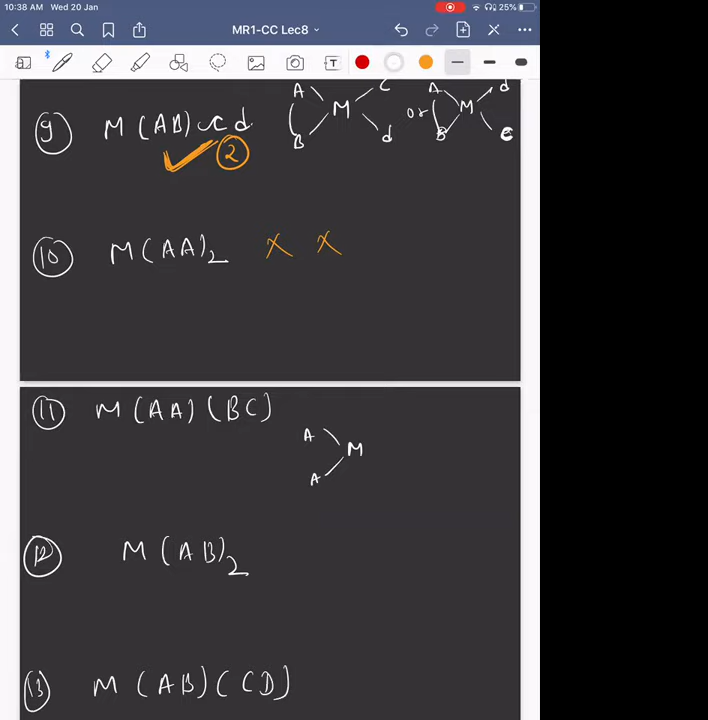 10:38 AM Wed 20 Jan
25%
MR1-CC Lec8
T
A c A d
9 M (AB) cd M or M
B d B c
2
10 M (AA)2 X X
11 M (AA) (BC)
A
M
A
12 M (AB)2
13 M (AB) (CD)